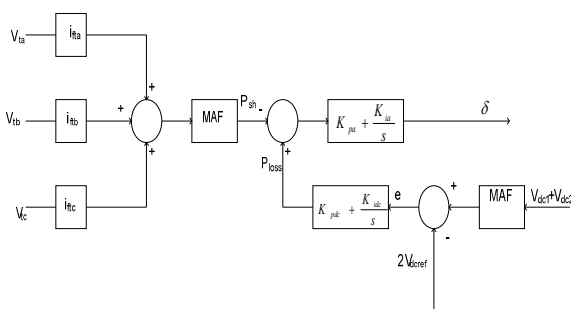 V_ta
i_fta
+
V_tb
i_ftb
+
+
MAF
P_sh
-
+
P_loss
K_pa + K_ia / s
δ
V_tc
i_ftc
K_pdc + K_idc / s
e
+
-
MAF
V_dc1+V_dc2
2V_dcref